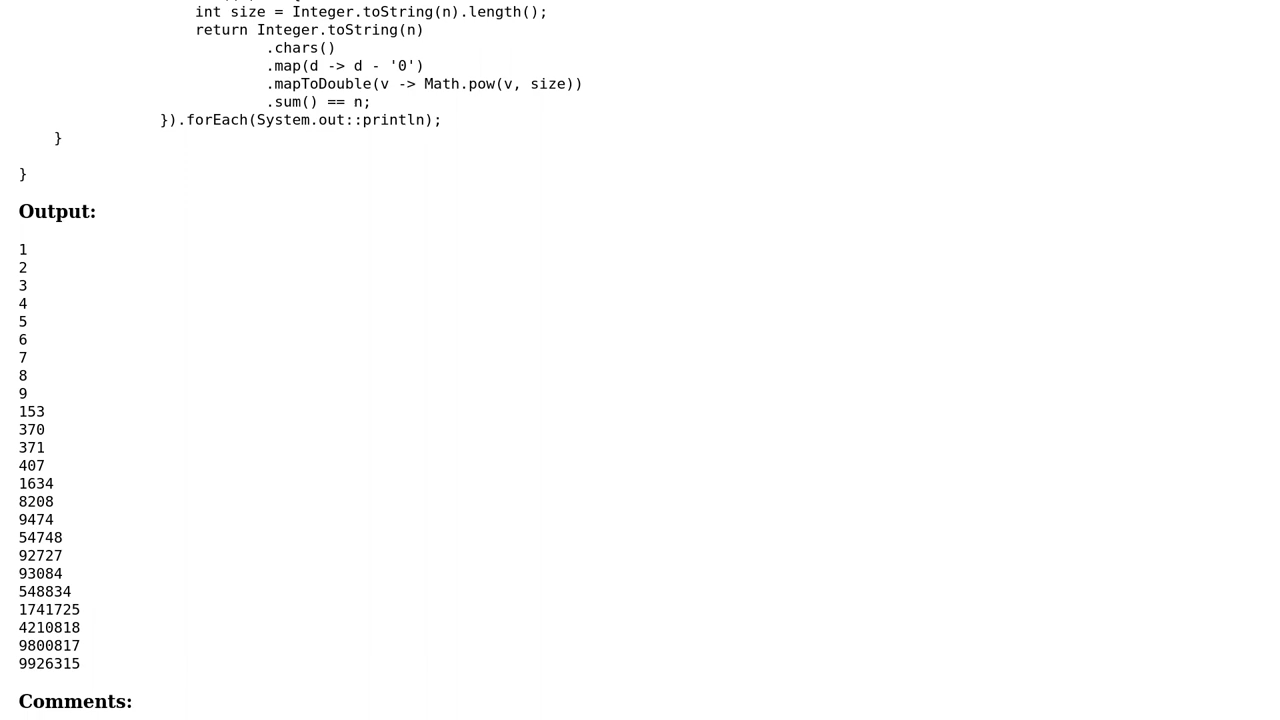 int size = Integer.toString(n).length();
return Integer.toString(n)
.chars()
.map(d -> d - '0')
.mapToDouble(v -> Math.pow(v, size))
.sum() == n;
}).forEach(System.out::println);
}
}
Output:
1
2
3
4
5
6
7
8
9
153
370
371
407
1634
8208
9474
54748
92727
93084
548834
1741725
4210818
9800817
9926315
Comments: